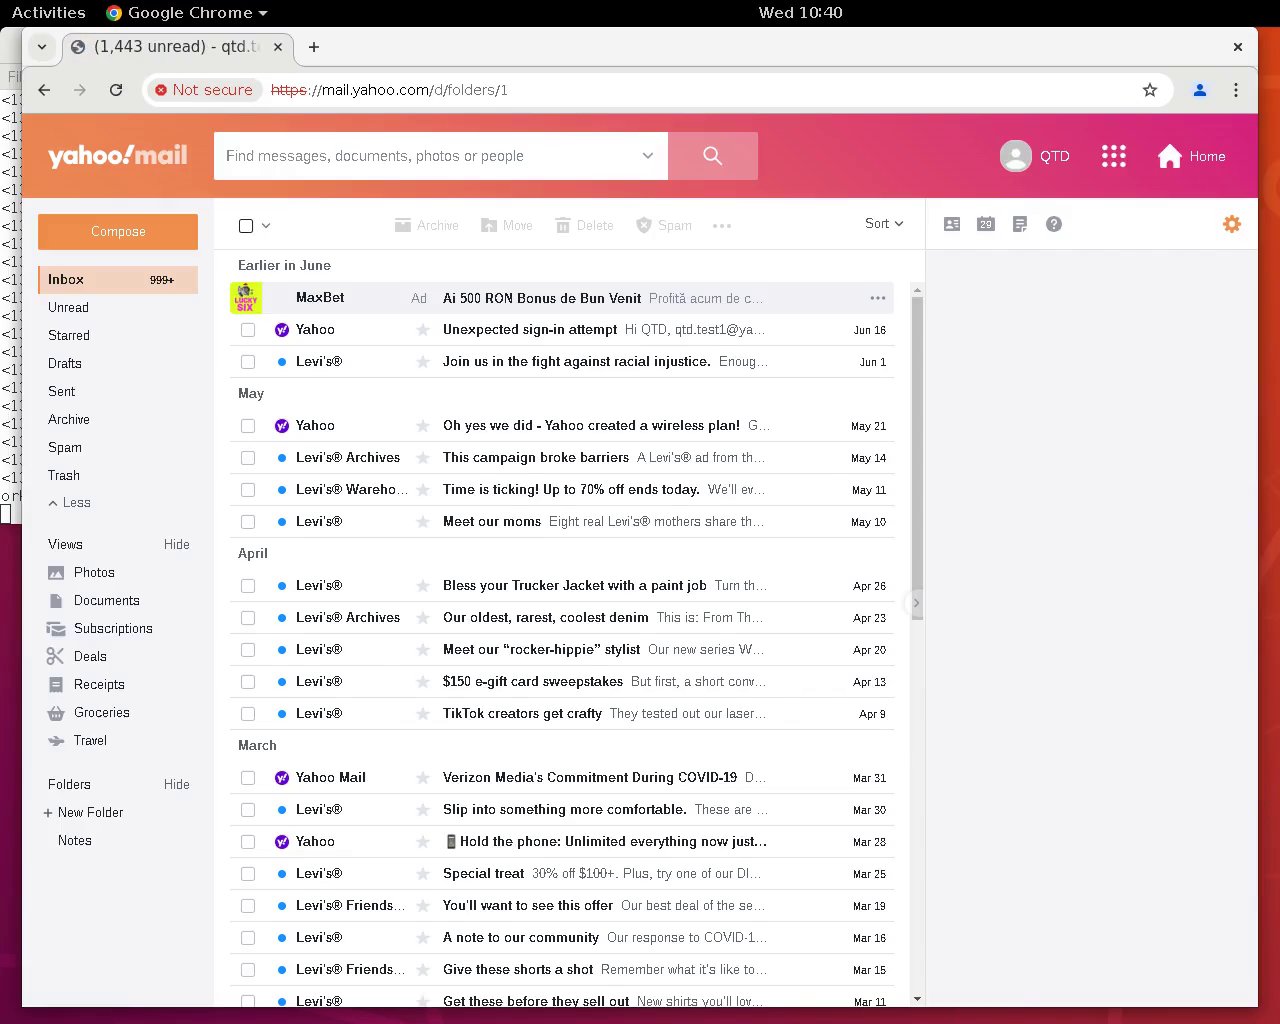 Activities Google Chrome Wed 10:40
(1,443 unread) - qtd.te
Not secure https://mail.yahoo.com/d/folders/1
yahoo!mail Find messages, documents, photos or people QTD Home
Compose
Archive Move Delete Spam Sort
29
Inbox 999+
Unread
Starred
Drafts
Sent
Archive
Spam
Trash
Less
Views Hide
Photos
Documents
Subscriptions
Deals
Receipts
Groceries
Travel
Folders Hide
+ New Folder
Notes
Earlier in June
LUCKY SIX MaxBet Ad Ai 500 RON Bonus de Bun Venit Profită acum de c...
Yahoo Unexpected sign-in attempt Hi QTD, qtd.test1@ya... Jun 16
Levi's® Join us in the fight against racial injustice. Enoug... Jun 1
May
Yahoo Oh yes we did - Yahoo created a wireless plan! G... May 21
Levi's® Archives This campaign broke barriers A Levi's® ad from th... May 14
Levi's® Wareho... Time is ticking! Up to 70% off ends today. We'll ev... May 11
Levi's® Meet our moms Eight real Levi's® mothers share th... May 10
April
Levi's® Bless your Trucker Jacket with a paint job Turn th... Apr 26
Levi's® Archives Our oldest, rarest, coolest denim This is: From Th... Apr 23
Levi's® Meet our “rocker-hippie” stylist Our new series W... Apr 20
Levi's® $150 e-gift card sweepstakes But first, a short conv... Apr 13
Levi's® TikTok creators get crafty They tested out our laser... Apr 9
March
Yahoo Mail Verizon Media's Commitment During COVID-19 D... Mar 31
Levi's® Slip into something more comfortable. These are ... Mar 30
Yahoo Hold the phone: Unlimited everything now just... Mar 28
Levi's® Special treat 30% off $100+. Plus, try one of our DI... Mar 25
Levi's® Friends... You'll want to see this offer Our best deal of the se... Mar 19
Levi's® A note to our community Our response to COVID-1... Mar 16
Levi's® Friends... Give these shorts a shot Remember what it's like to... Mar 15
Levi's® Get these before they sell out New shirts you'll lov... Mar 11